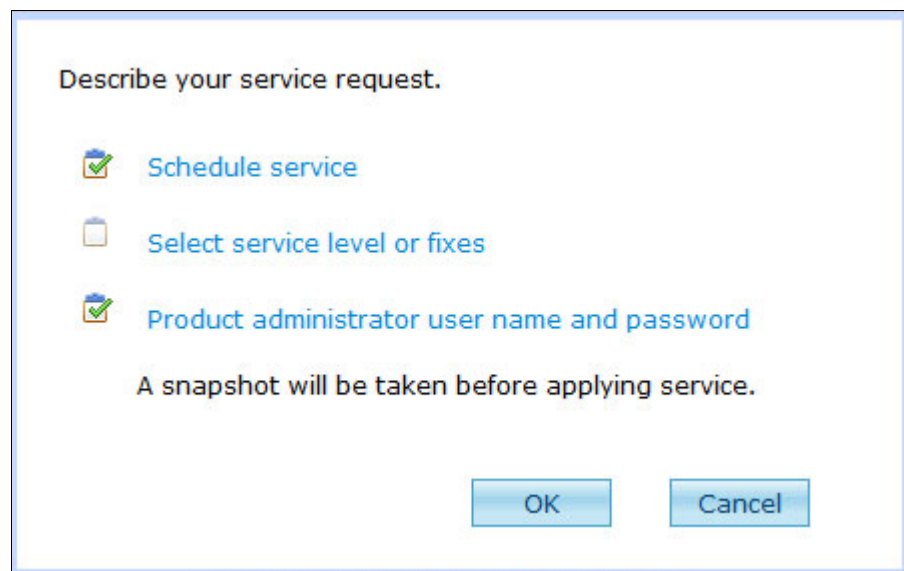 Describe your service request.
Schedule service
Select service level or fixes
Product administrator user name and password
A snapshot will be taken before applying service.
OK
Cancel